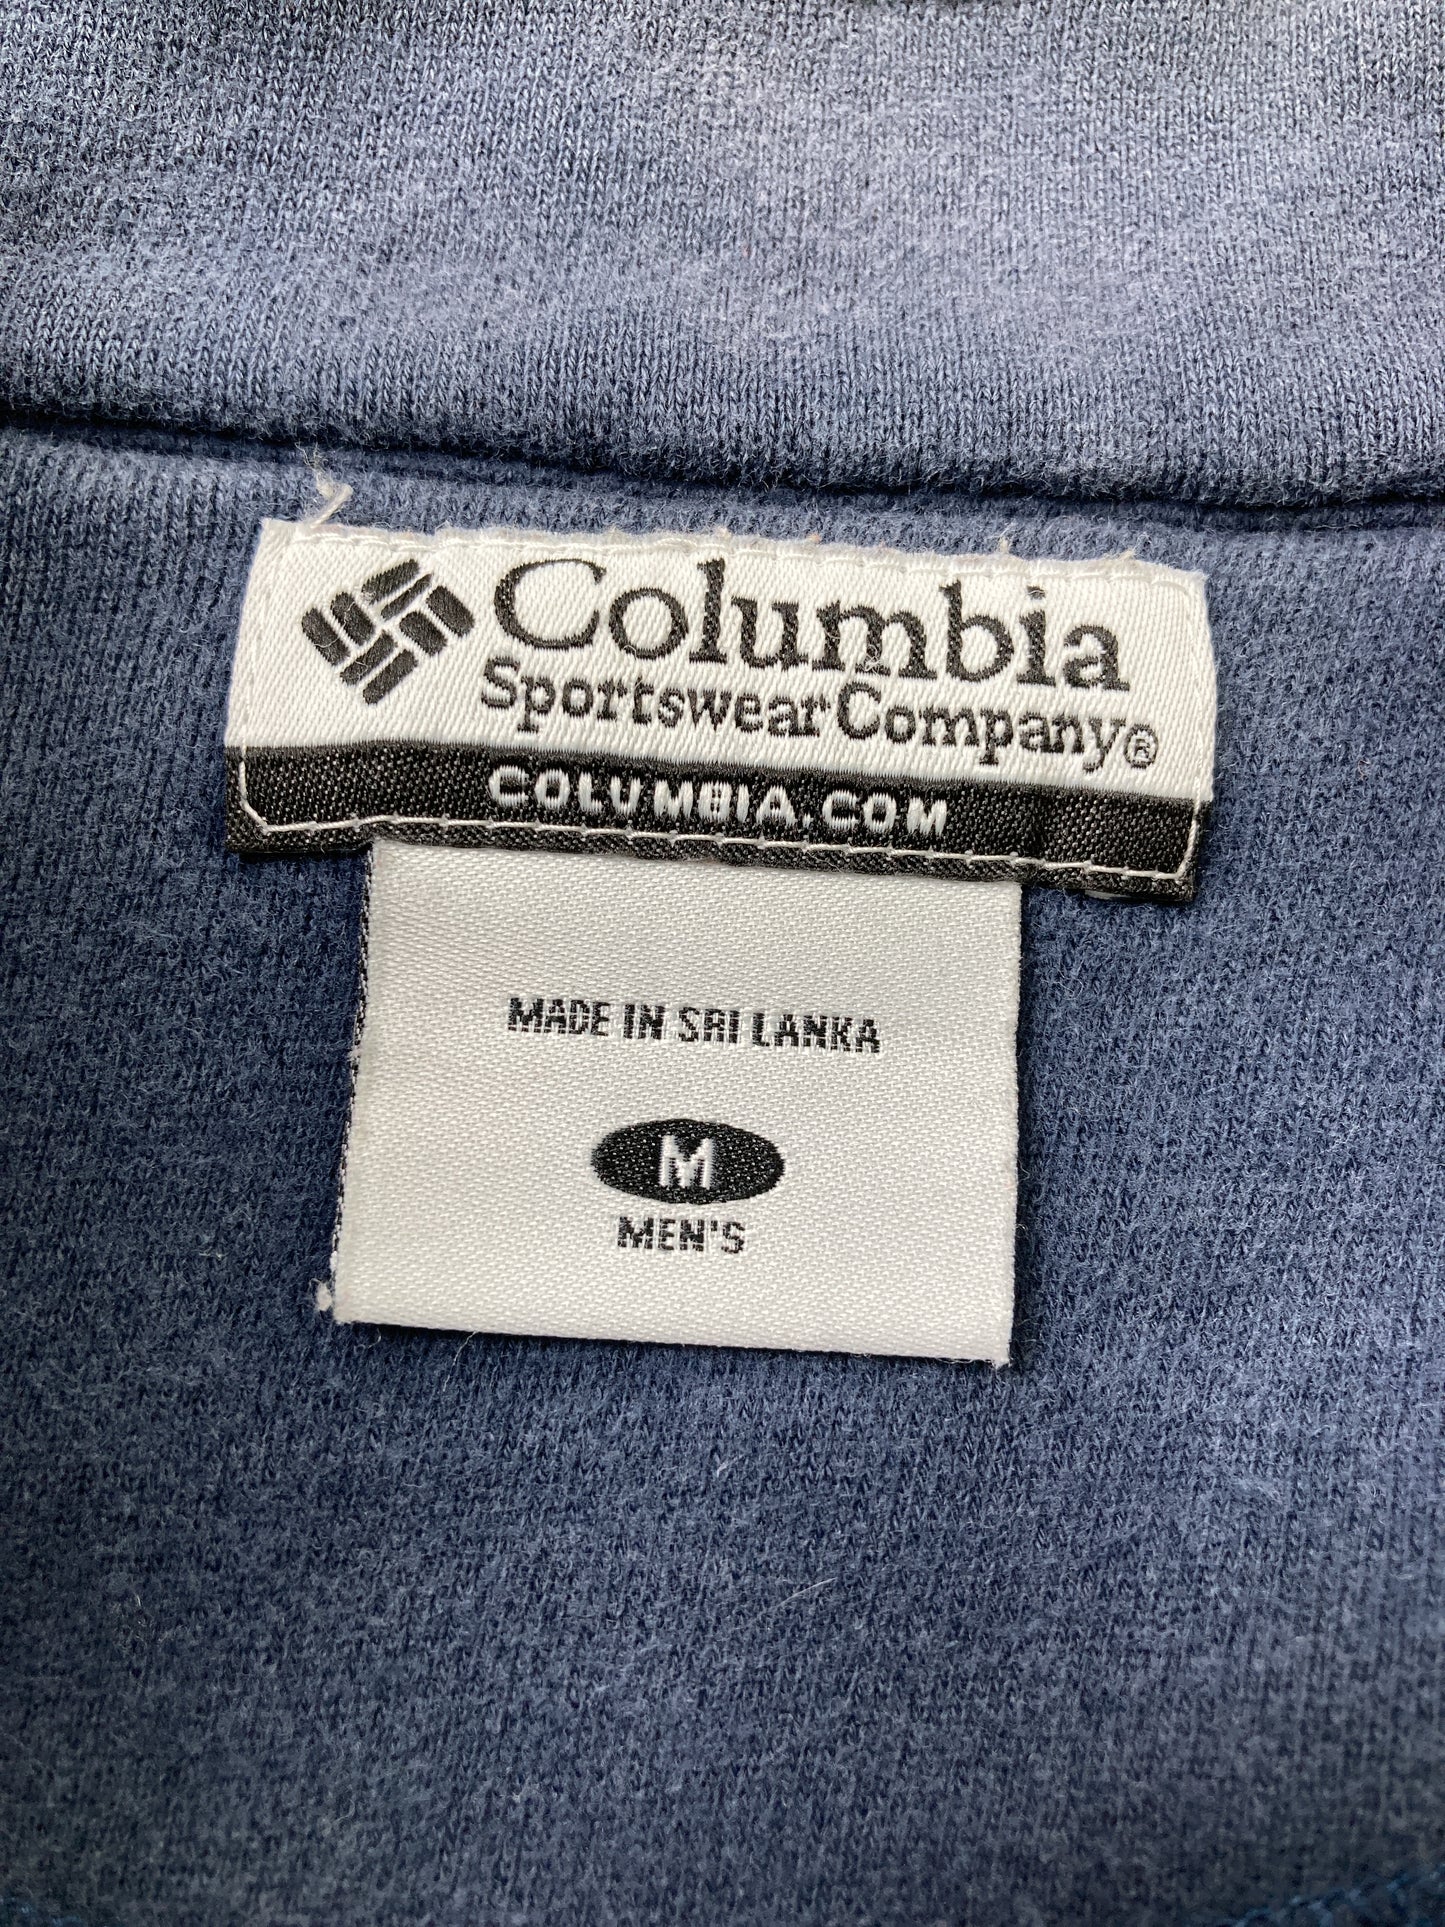 Columbia
Sportswear Company®
COLUMBIA.COM
MADE IN SRI LANKA
M
MEN'S